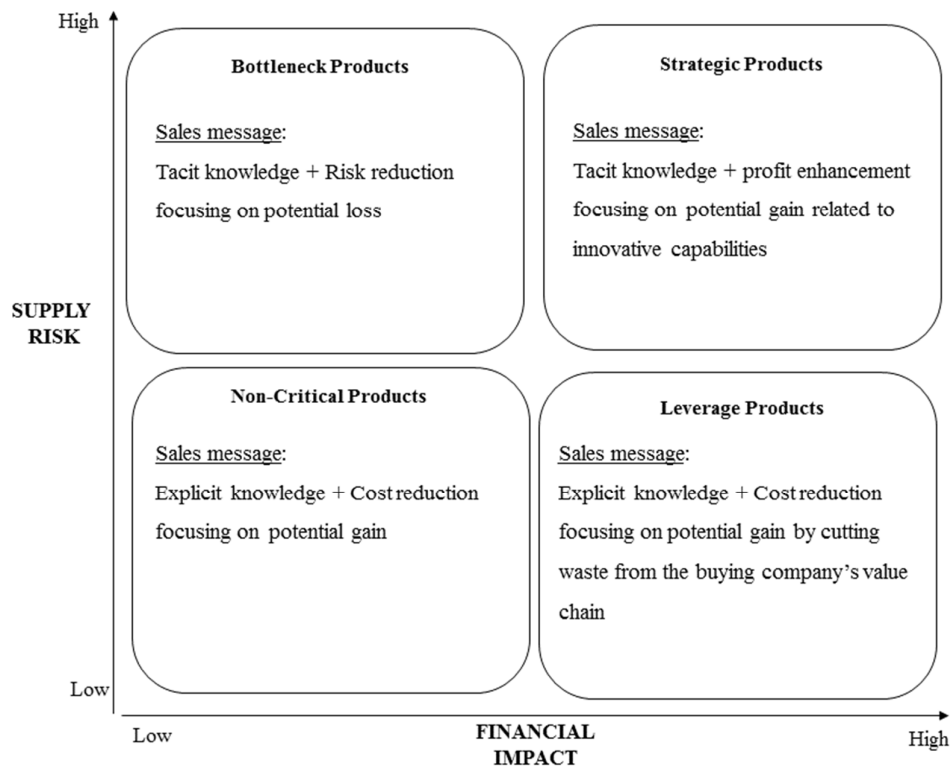 High
Bottleneck Products
Sales message:
Tacit knowledge + Risk reduction
focusing on potential loss
Strategic Products
Sales message:
Tacit knowledge + profit enhancement
focusing on potential gain related to
innovative capabilities
SUPPLY
RISK
Non-Critical Products
Sales message:
Explicit knowledge + Cost reduction
focusing on potential gain
Leverage Products
Sales message:
Explicit knowledge + Cost reduction
focusing on potential gain by cutting
waste from the buying company's value
chain
Low
Low
FINANCIAL
IMPACT
High